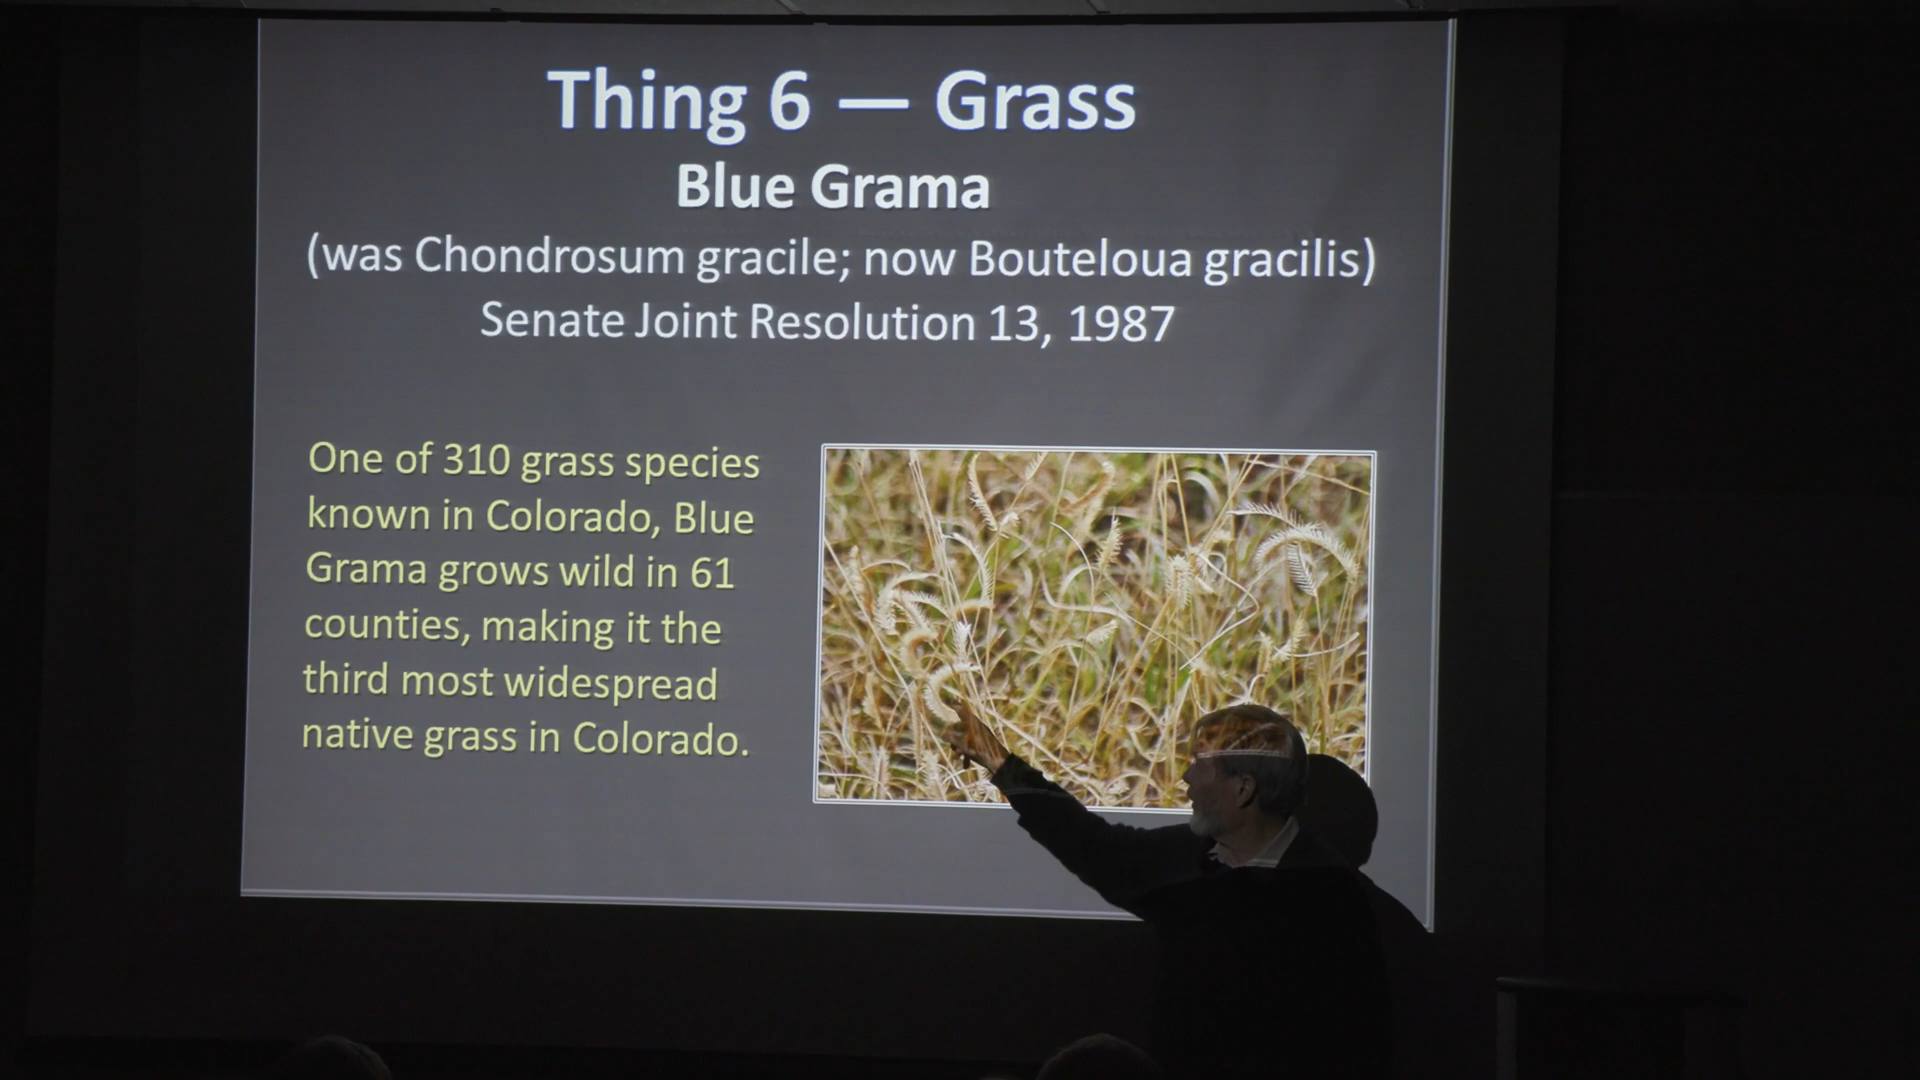 Thing 6 — Grass
Blue Grama
(was Chondrosum gracile; now Bouteloua gracilis)
Senate Joint Resolution 13, 1987
One of 310 grass species
known in Colorado, Blue
Grama grows wild in 61
counties, making it the
third most widespread
native grass in Colorado.